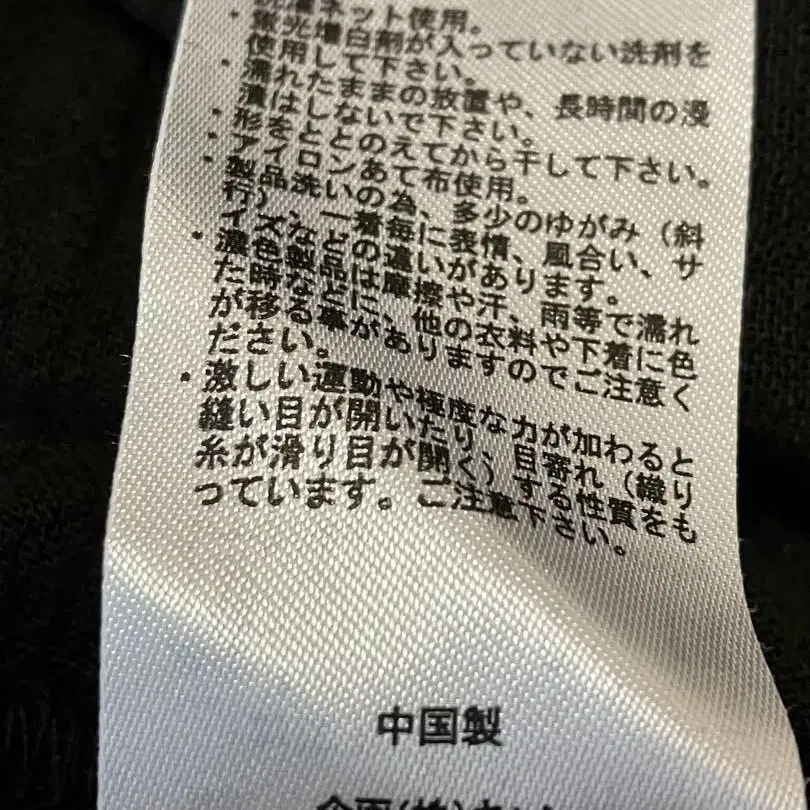 洗濯ネット使用。
・蛍光増白剤が入っていない洗剤を
使用して下さい。
・濡れたままの放置や、長時間の浸
漬はしないで下さい。
・形をととのえてから干して下さい。
・アイロンあて布使用。
・製品洗いの為、多少のゆがみ（斜
行）、一着毎に表情、風合い、サ
イズなどの違いがあります。
・濃色製品は摩擦や汗、雨等で濡れ
た時などに、他の衣料や下着に色
が移る事がありますのでご注意く
ださい。
・激しい運動や極度な力が加わると
縫い目が開いたり、目寄れ（織り
糸が滑り目が開く）する性質をも
っています。ご注意下さい。
中国製
企画(株)